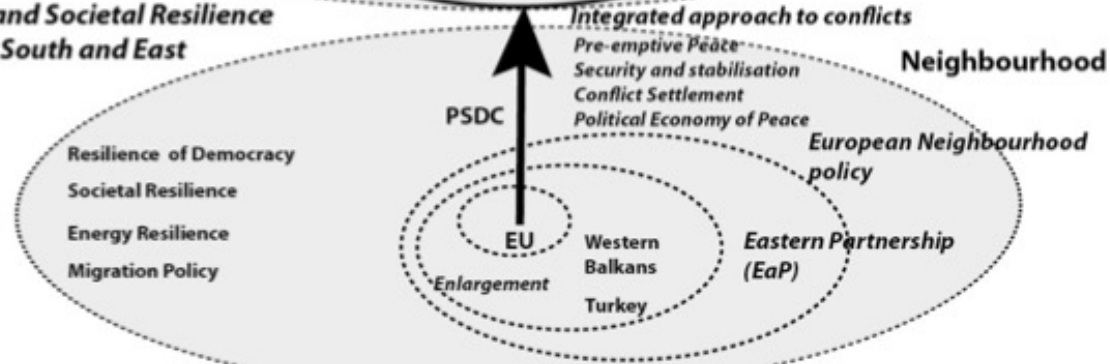 and Societal Resilience
South and East
Integrated approach to conflicts
Pre-emptive Peace
Security and stabilisation
Conflict Settlement
Political Economy of Peace
Neighbourhood
PSDC
European Neighbourhood
policy
Resilience of Democracy
Societal Resilience
Energy Resilience
Migration Policy
EU
Western
Balkans
Turkey
Enlargement
Eastern Partnership
(EaP)